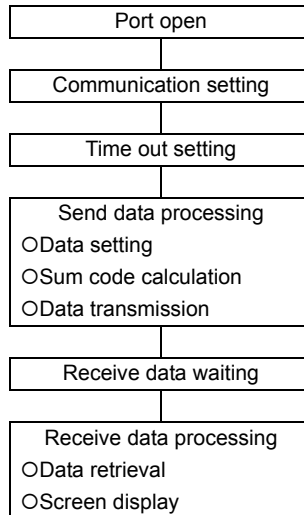 Port open
Communication setting
Time out setting
Send data processing
○Data setting
○Sum code calculation
○Data transmission
Receive data waiting
Receive data processing
○Data retrieval
○Screen display